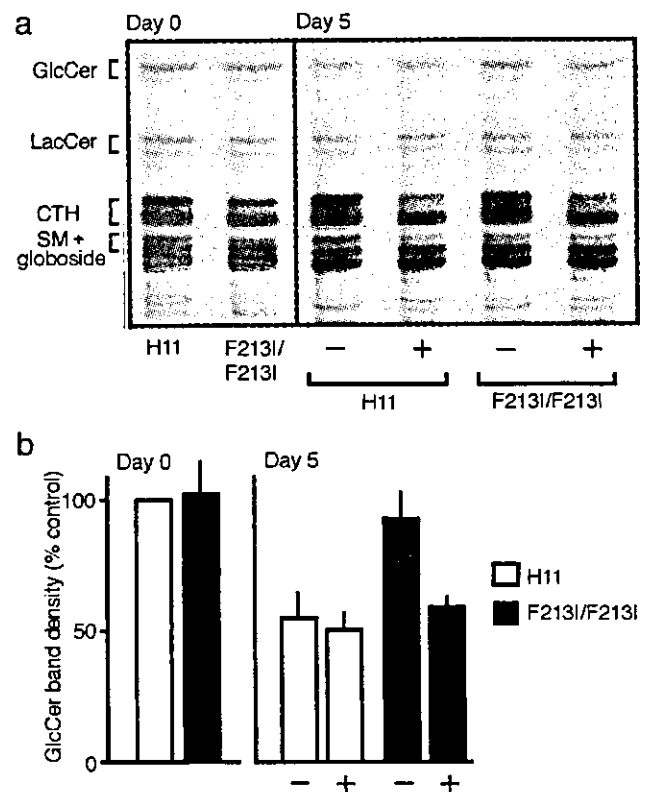 a
Day 0
Day 5
GlcCer
LacCer
CTH
SM +
globoside
H11
F213I/
F213I
− + − +
H11
F213I/F213I
b
Day 0
Day 5
GlcCer band density (% control)
100
50
0
H11
F213I/F213I
− + − +